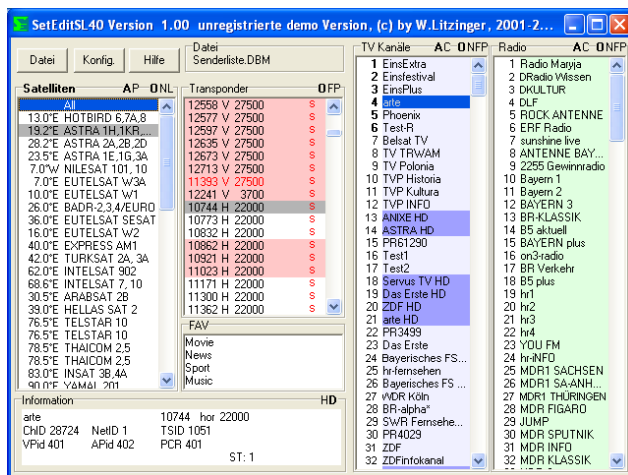 SetEditSL40 Version 1.00 unregistrierte demo Version, (c) by W.Litzinger, 2001-2...
Datei Konfig. Hilfe
Datei
Senderliste.DBM
Satelliten AP ONL
All
13.0°E HOTBIRD 6,7A,8
19.2°E ASTRA 1H,1KR,...
28.2°E ASTRA 2A,2B,2D
23.5°E ASTRA 1E,1G,3A
7.0°W NILESAT 101, 10
7.0°E EUTELSAT W3A
10.0°E EUTELSAT W1
26.0°E BADR-2,3,4/EURO
36.0°E EUTELSAT SESAT
16.0°E EUTELSAT W2
40.0°E EXPRESS AM1
42.0°E TURKSAT 2A, 3A
62.0°E INTELSAT 902
68.6°E INTELSAT 7, 10
30.5°E ARABSAT 2B
39.0°E HELLAS SAT 2
76.5°E TELSTAR 10
76.5°E TELSTAR 10
78.5°E THAICOM 2,5
78.5°E THAICOM 2,5
83.0°E INSAT 3B,4A
90.0°E YAMAL 201
Transponder OFP
12558 V 27500 S
12577 V 27500 S
12597 V 27500 S
12635 V 27500 S
12673 V 27500 S
12713 V 27500 S
11393 V 27500 S
12241 V 3700 S
10744 H 22000 S
10773 H 22000 S
10832 H 22000 S
10862 H 22000 S
10921 H 22000 S
11023 H 22000 S
11171 H 22000 S
11300 H 22000 S
11362 H 22000 S
FAV
Movie
News
Sport
Music
Information HD
arte 10744 hor 22000
ChID 28724 NetID 1 TSID 1051
VPid 401 APid 402 PCR 401
ST: 1
TV Kanäle AC ONFP
1 EinsExtra
2 Einsfestival
3 EinsPlus
4 arte
5 Phoenix
6 Test-R
7 Belsat TV
8 TV TRWAM
9 TV Polonia
10 TVP Historia
11 TVP Kultura
12 TVP INFO
13 ANIXE HD
14 ASTRA HD
15 PR61290
16 Test1
17 Test2
18 Servus TV HD
19 Das Erste HD
20 ZDF HD
21 arte HD
22 PR3499
23 Das Erste
24 Bayerisches FS...
25 hr-fernsehen
26 Bayerisches FS ...
27 WDR Köln
28 BR-alpha*
29 SWR Fernsehe...
30 PR4029
31 ZDF
32 ZDFinfokanal
Radio AC ONFP
1 Radio Maryja
2 DRadio Wissen
3 DKULTUR
4 DLF
5 ROCK ANTENNE
6 ERF Radio
7 sunshine live
8 ANTENNE BAY...
9 2255 Gewinnradio
10 Bayern 1
11 Bayern 2
12 BAYERN 3
13 BR-KLASSIK
14 B5 aktuell
15 BAYERN plus
16 on3-radio
17 BR Verkehr
18 B5 plus
19 hr1
20 hr2
21 hr3
22 hr4
23 YOU FM
24 hr-iNFO
25 MDR1 SACHSEN
26 MDR1 SA-ANH...
27 MDR1 THÜRINGEN
28 MDR FIGARO
29 JUMP
30 MDR SPUTNIK
31 MDR INFO
32 MDR KLASSIK